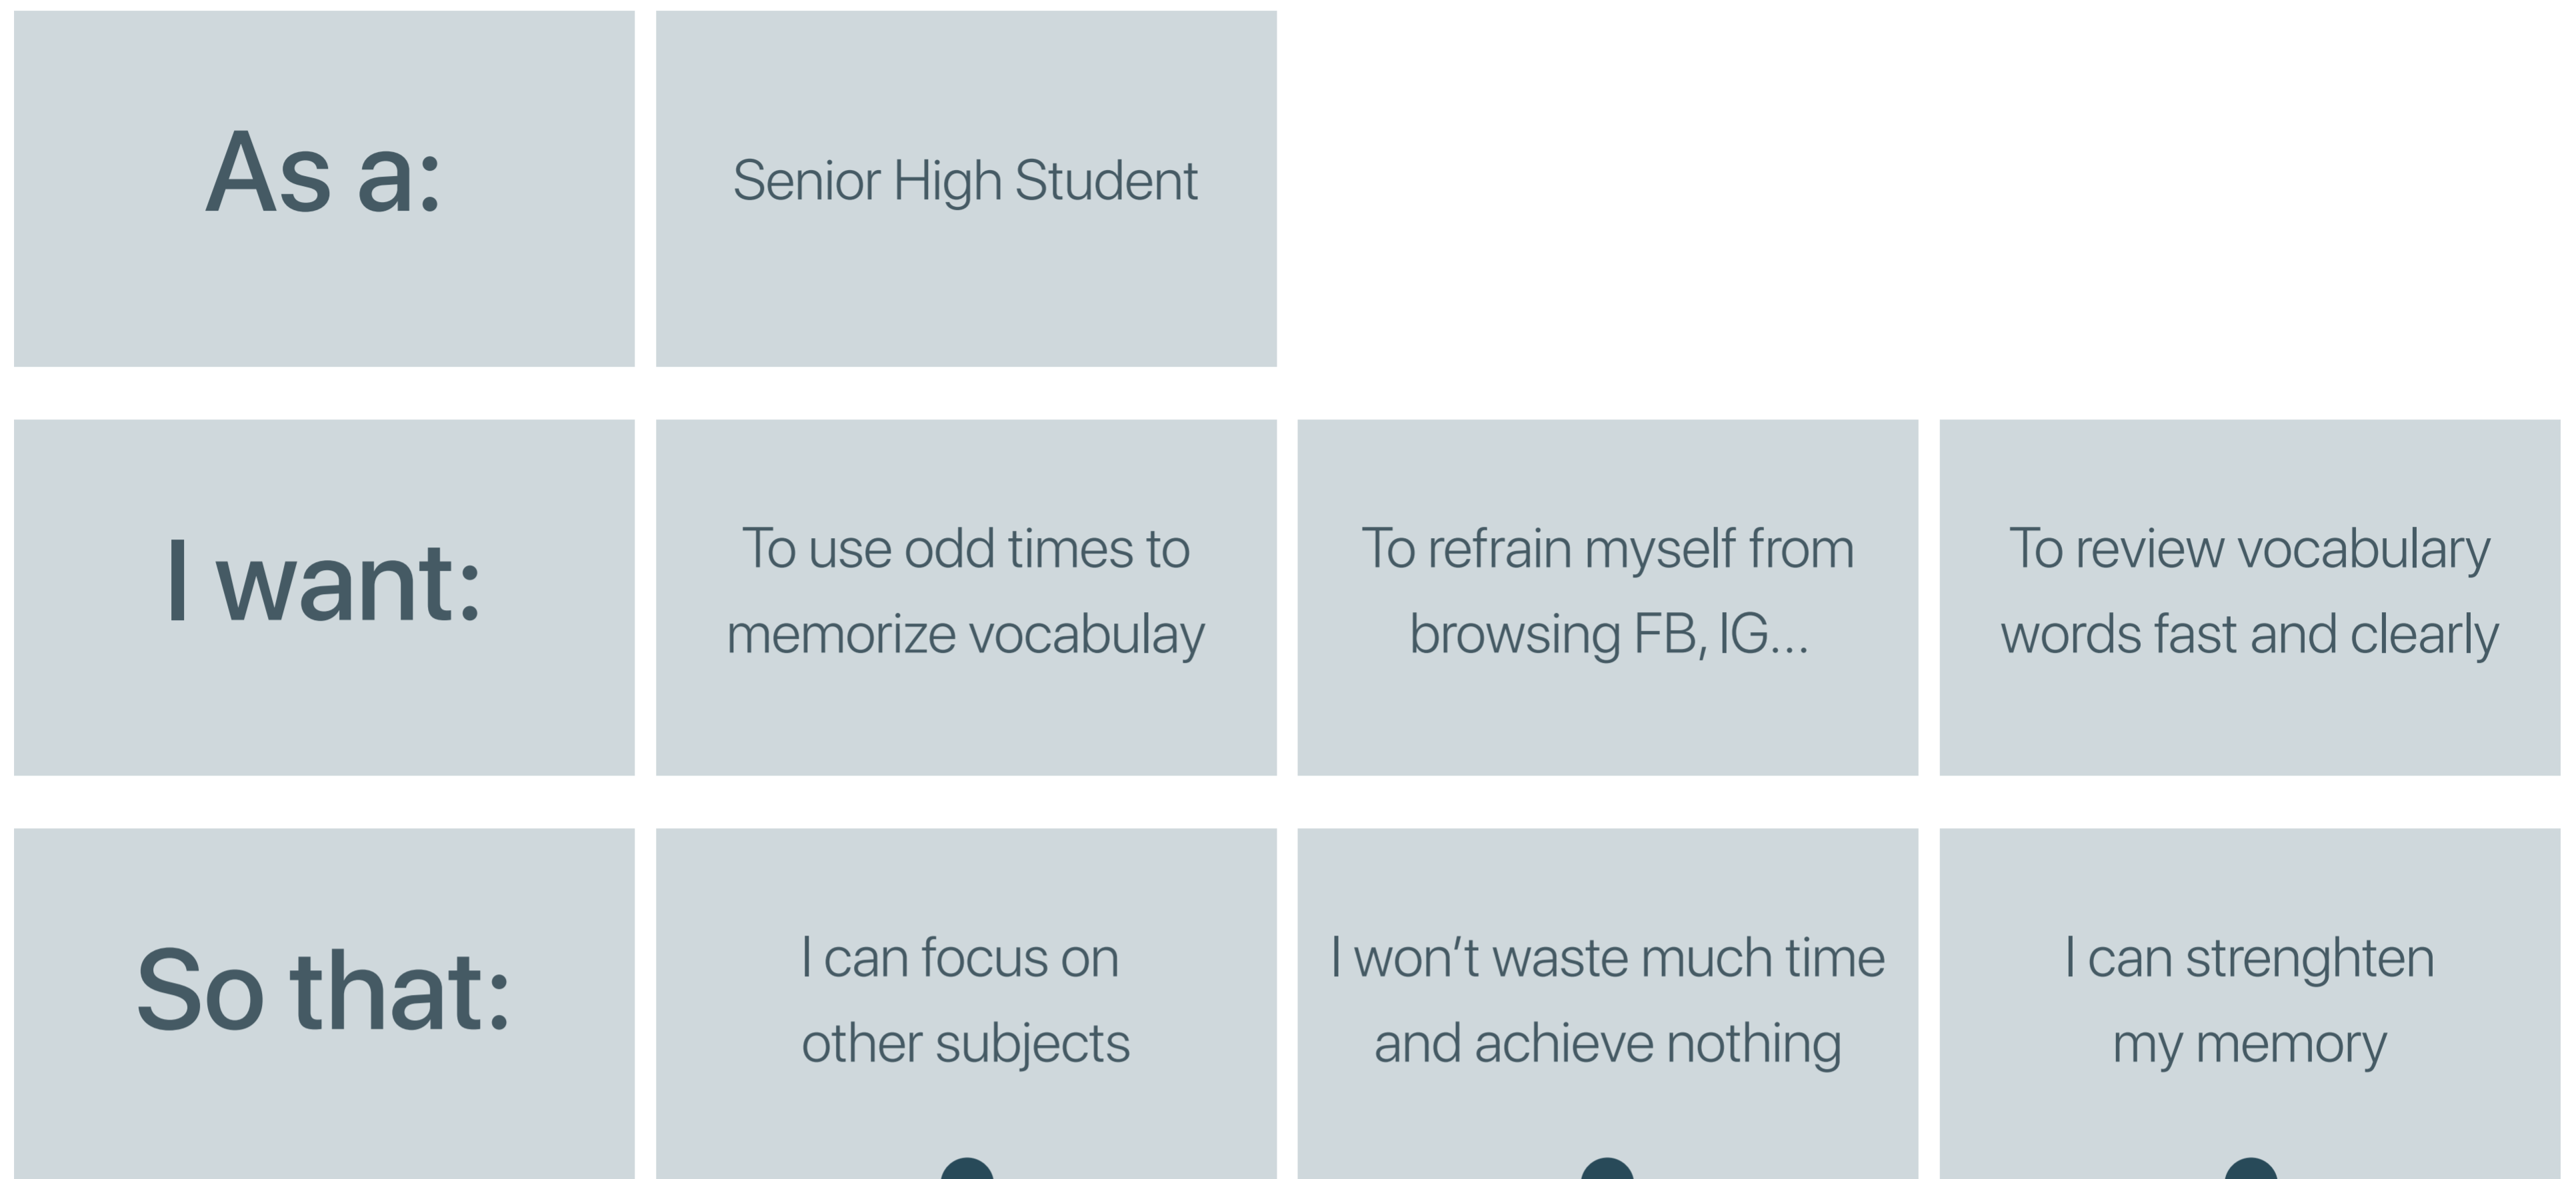 As a:
Senior High Student
I want:
To use odd times to
memorize vocabulay
To refrain myself from
browsing FB, IG...
To review vocabulary
words fast and clearly
So that:
I can focus on
other subjects
I won't waste much time
and achieve nothing
I can strenghten
my memory